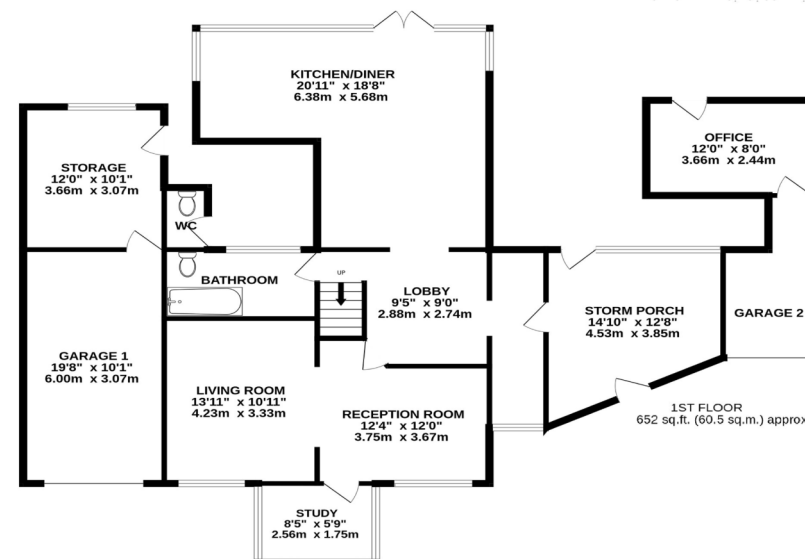 KITCHEN/DINER
20'11" x 18'8"
6.38m x 5.68m
OFFICE
12'0" x 8'0"
3.66m x 2.44m
STORAGE
12'0" x 10'1"
3.66m x 3.07m
WC
BATHROOM
UP
LOBBY
9'5" x 9'0"
2.88m x 2.74m
STORM PORCH
14'10" x 12'8"
4.53m x 3.85m
GARAGE 2
GARAGE 1
19'8" x 10'1"
6.00m x 3.07m
LIVING ROOM
13'11" x 10'11"
4.23m x 3.33m
RECEPTION ROOM
12'4" x 12'0"
3.75m x 3.67m
1ST FLOOR
652 sq.ft. (60.5 sq.m.) approx
STUDY
8'5" x 5'9"
2.56m x 1.75m